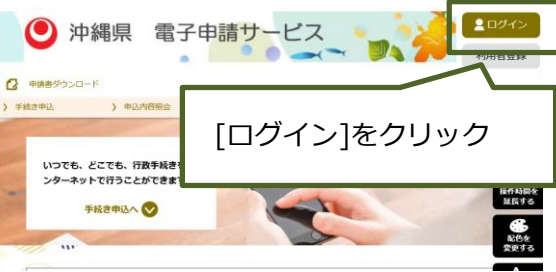 沖縄県 電子申請サービス
ログイン
利用者登録
申請書ダウンロード
手続き申込
申込内容照会
[ログイン]をクリック
いつでも、どこでも、行政手続きを
ンターネットで行うことができま
手続き申込へ
操作時間を
延長する
配色を
変更する